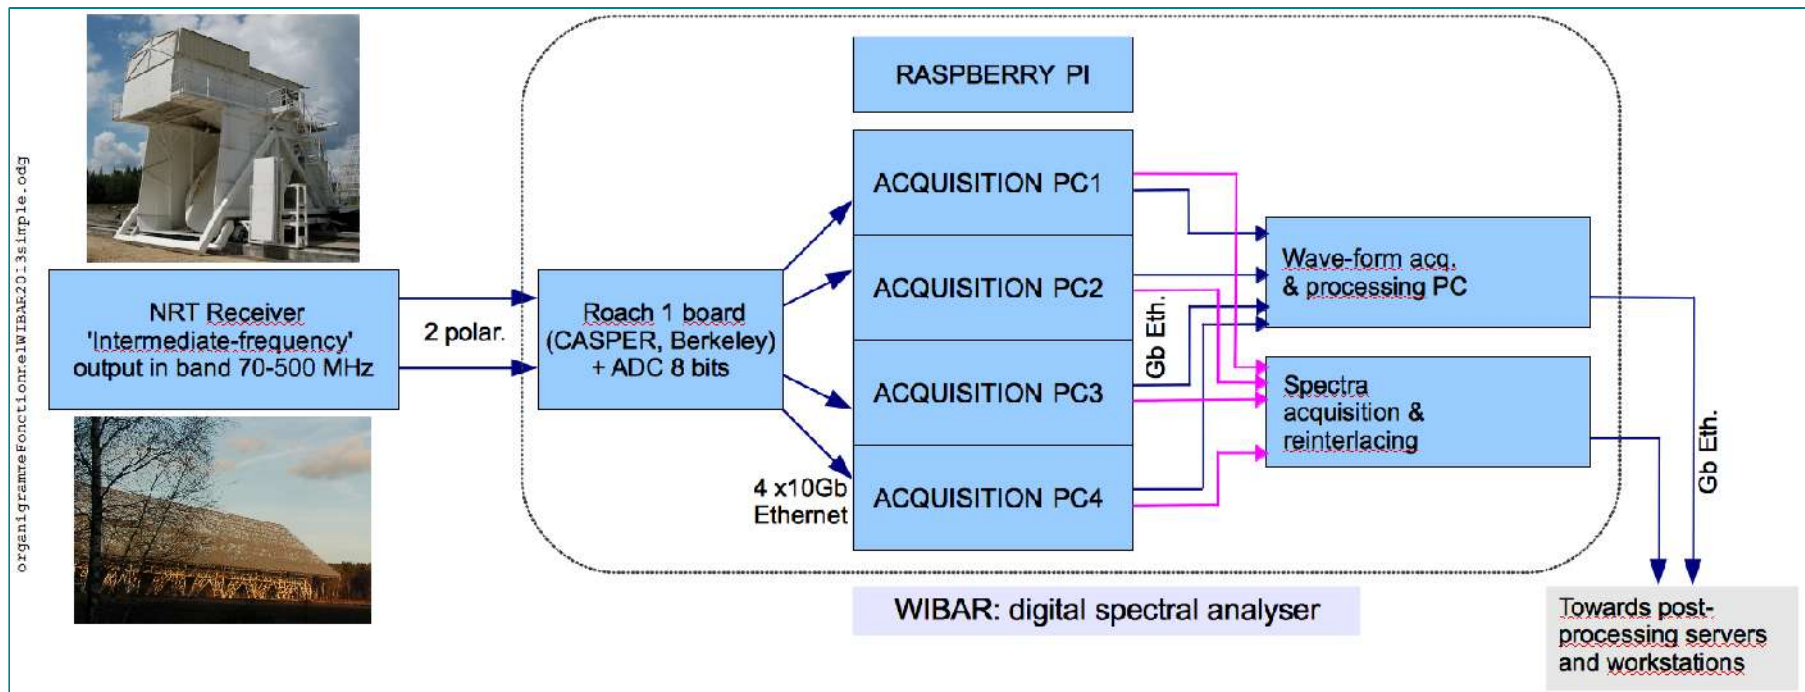 organigrammeFonctionnelWIBAR2013simple.odg
NRT Receiver
'Intermediate-frequency'
output in band 70-500 MHz
2 polar.
Roach 1 board
(CASPER, Berkeley)
+ ADC 8 bits
4 x10Gb
Ethernet
RASPBERRY PI
ACQUISITION PC1
ACQUISITION PC2
ACQUISITION PC3
ACQUISITION PC4
Gb Eth.
Wave-form acq.
& processing PC
Spectra
acquisition &
reinterlacing
Gb Eth.
WIBAR: digital spectral analyser
Towards post-
processing servers
and workstations